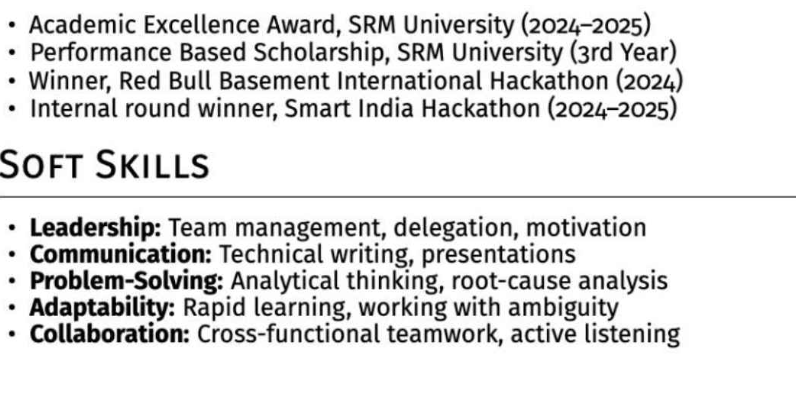 • Academic Excellence Award, SRM University (2024–2025)
• Performance Based Scholarship, SRM University (3rd Year)
• Winner, Red Bull Basement International Hackathon (2024)
• Internal round winner, Smart India Hackathon (2024–2025)
SOFT SKILLS
• Leadership: Team management, delegation, motivation
• Communication: Technical writing, presentations
• Problem-Solving: Analytical thinking, root-cause analysis
• Adaptability: Rapid learning, working with ambiguity
• Collaboration: Cross-functional teamwork, active listening